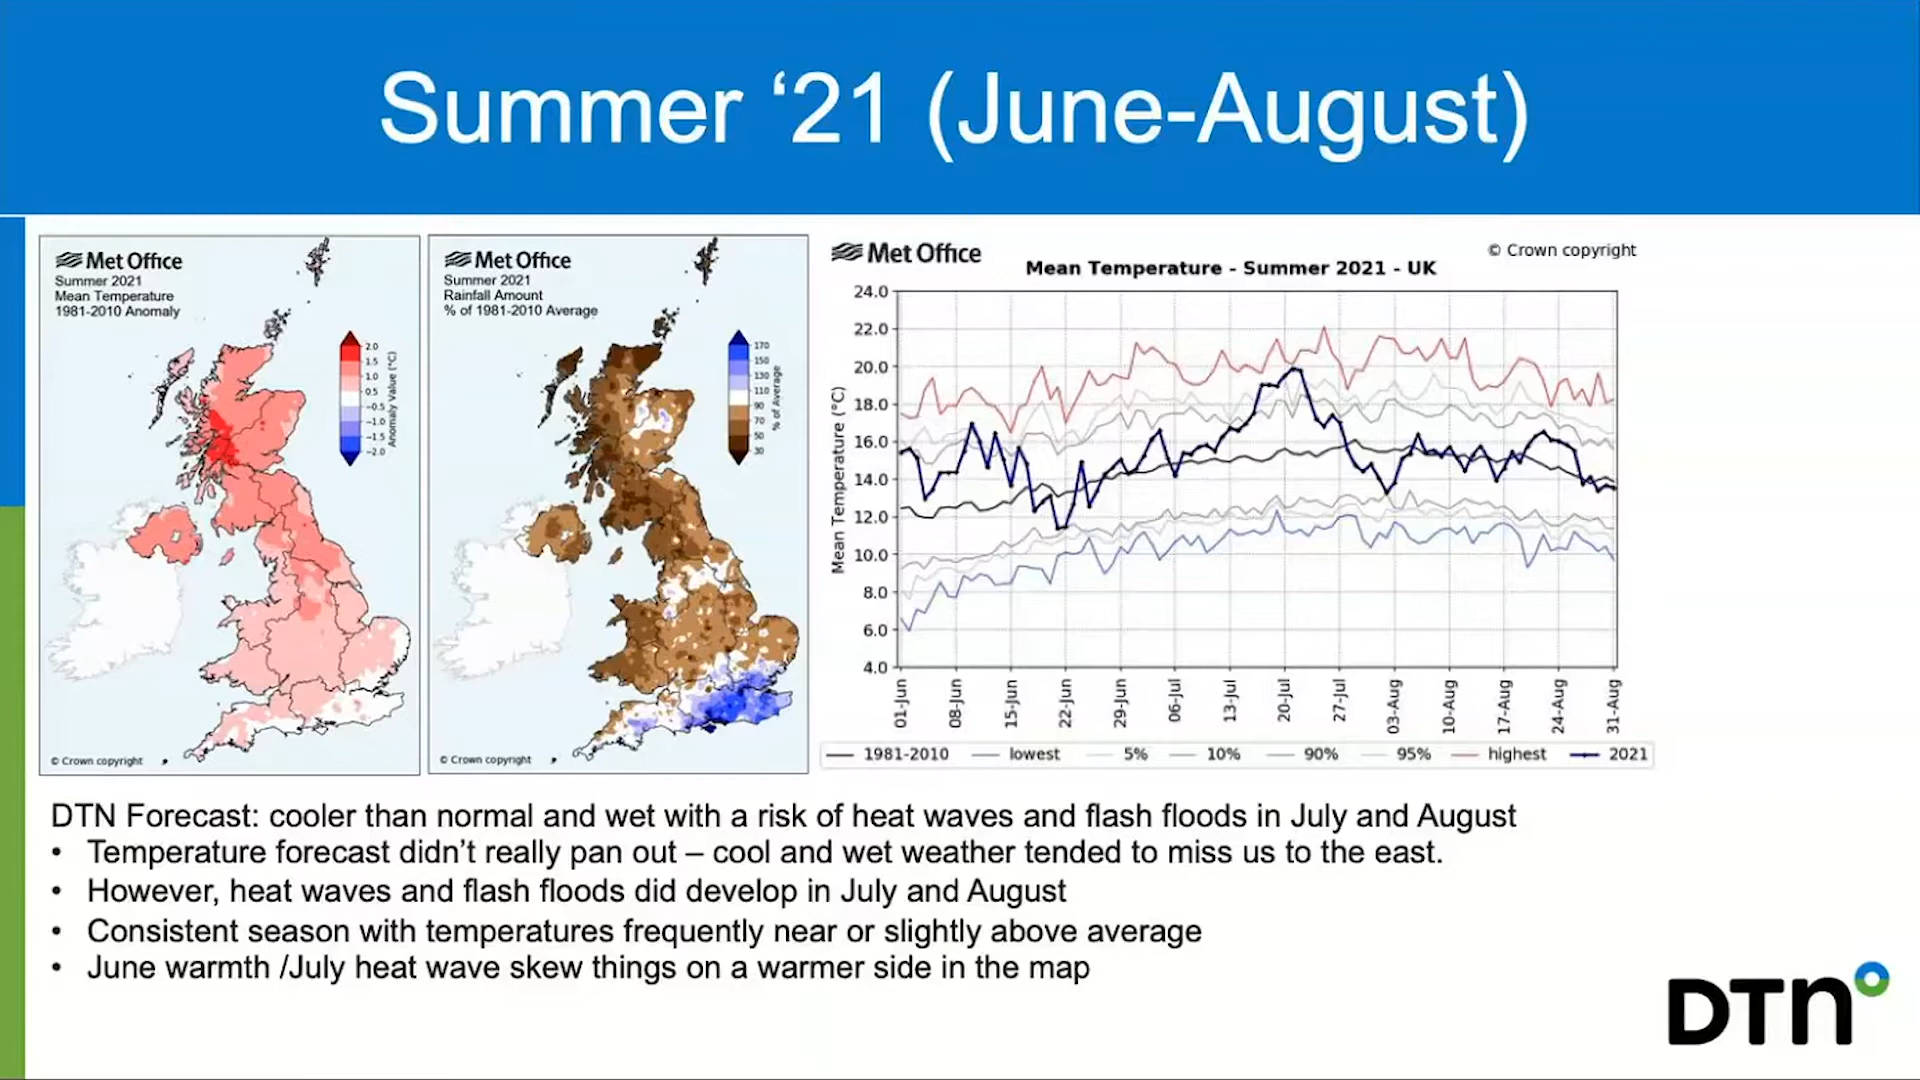 Summer ‘21 (June-August)
Met Office
Summer 2021
Mean Temperature
1981-2010 Anomaly
2.0
1.5
1.0
0.5
−0.5
−1.0
−1.5
−2.0
Anomaly Value (°C)
© Crown copyright
Met Office
Summer 2021
Rainfall Amount
% of 1981-2010 Average
170
150
130
110
90
70
50
30
% of Average
© Crown copyright
Met Office
© Crown copyright
Mean Temperature - Summer 2021 - UK
Mean Temperature (°C)
24.0
22.0
20.0
18.0
16.0
14.0
12.0
10.0
8.0
6.0
4.0
01-Jun
08-Jun
15-Jun
22-Jun
29-Jun
06-Jul
13-Jul
20-Jul
27-Jul
03-Aug
10-Aug
17-Aug
24-Aug
31-Aug
1981-2010 lowest 5% 10% 90% 95% highest 2021
DTN Forecast: cooler than normal and wet with a risk of heat waves and flash floods in July and August
• Temperature forecast didn’t really pan out – cool and wet weather tended to miss us to the east.
• However, heat waves and flash floods did develop in July and August
• Consistent season with temperatures frequently near or slightly above average
• June warmth /July heat wave skew things on a warmer side in the map
DTN